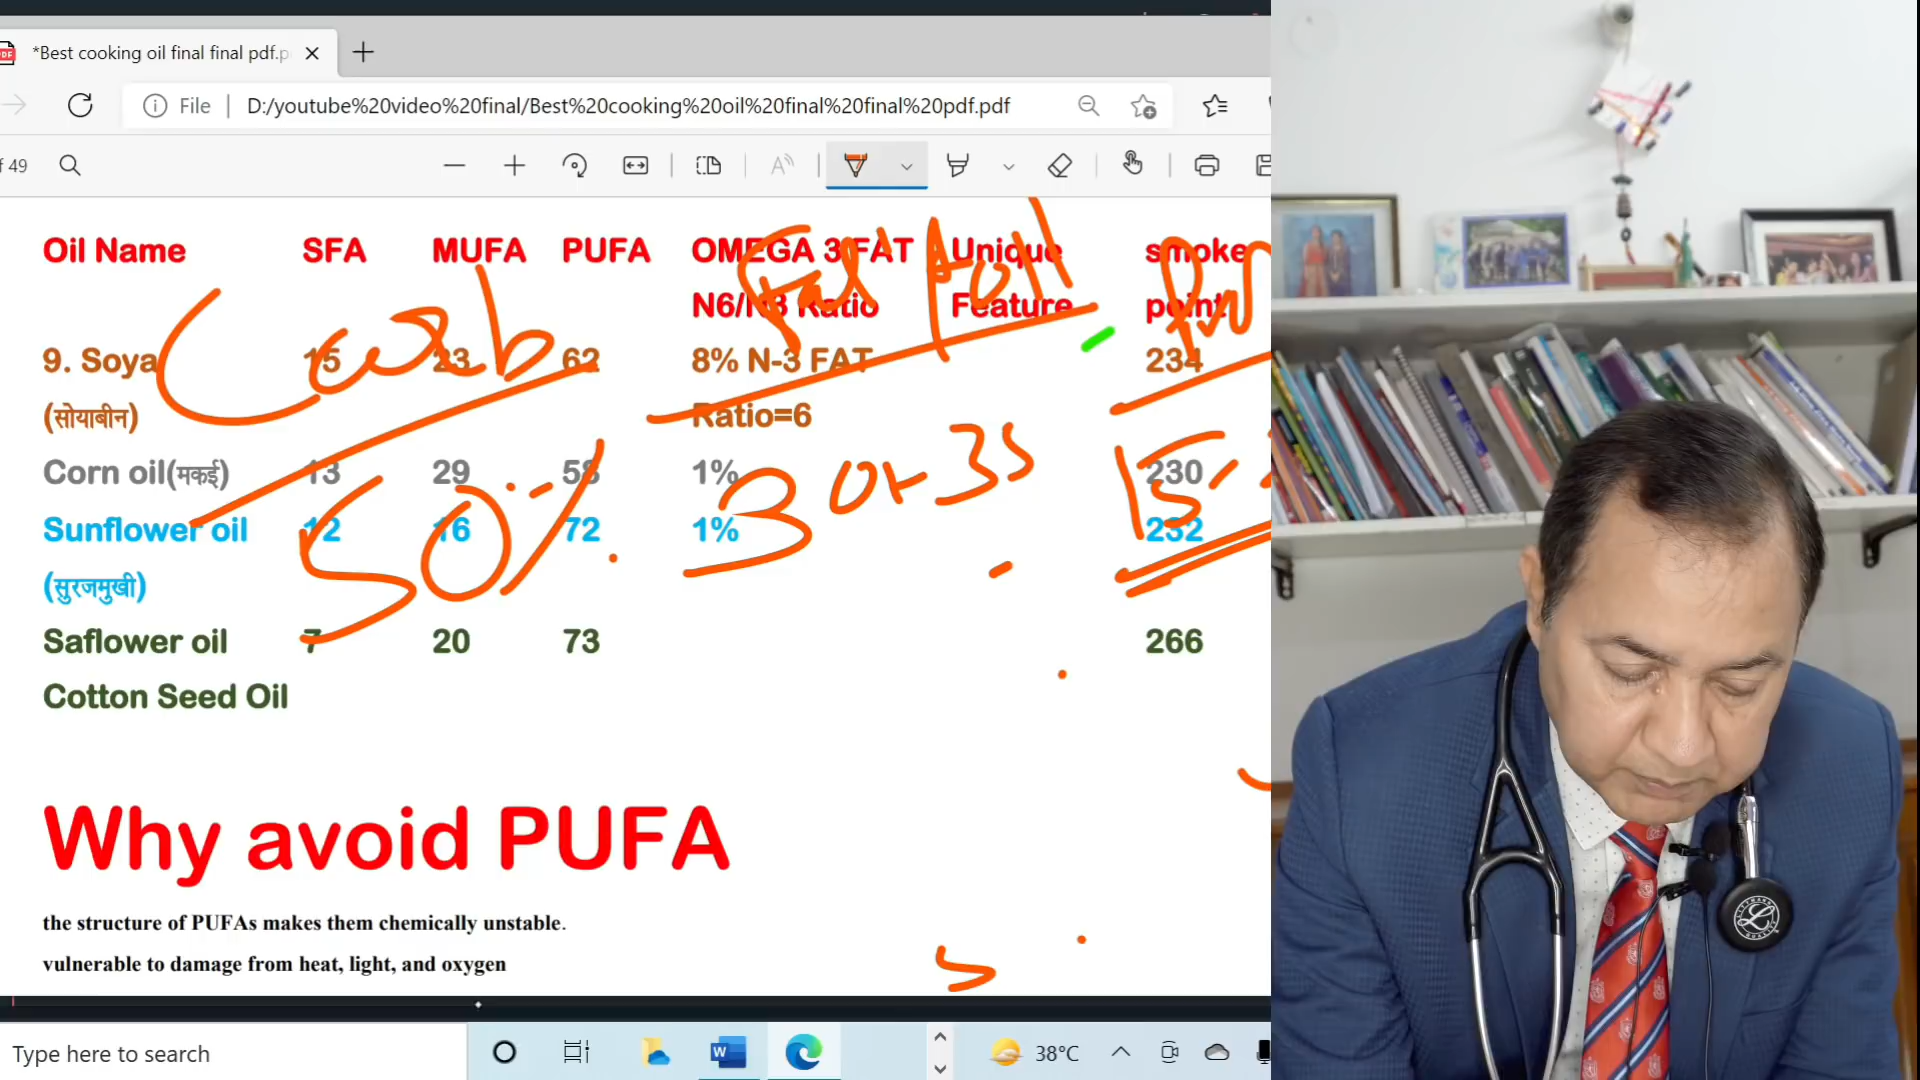 *Best cooking oil final final pdf.p
File D:/youtube%20video%20final/Best%20cooking%20oil%20final%20final%20pdf.pdf
f 49
Oil Name SFA MUFA PUFA OMEGA 3 FAT Unique smoke
N6/N3 Ratio Feature point
9. Soya 15 23 62 8% N-3 FAT 234
(सोयाबीन) Ratio=6
Carb Fat
Corn oil(मकई) 13 29 58 1% 230
50% 30 or 35 15
Sunflower oil 12 16 72 1% 232
(सुरजमुखी)
Saflower oil 7 20 73 266
Cotton Seed Oil
Why avoid PUFA
the structure of PUFAs makes them chemically unstable.
vulnerable to damage from heat, light, and oxygen
Type here to search
38°C